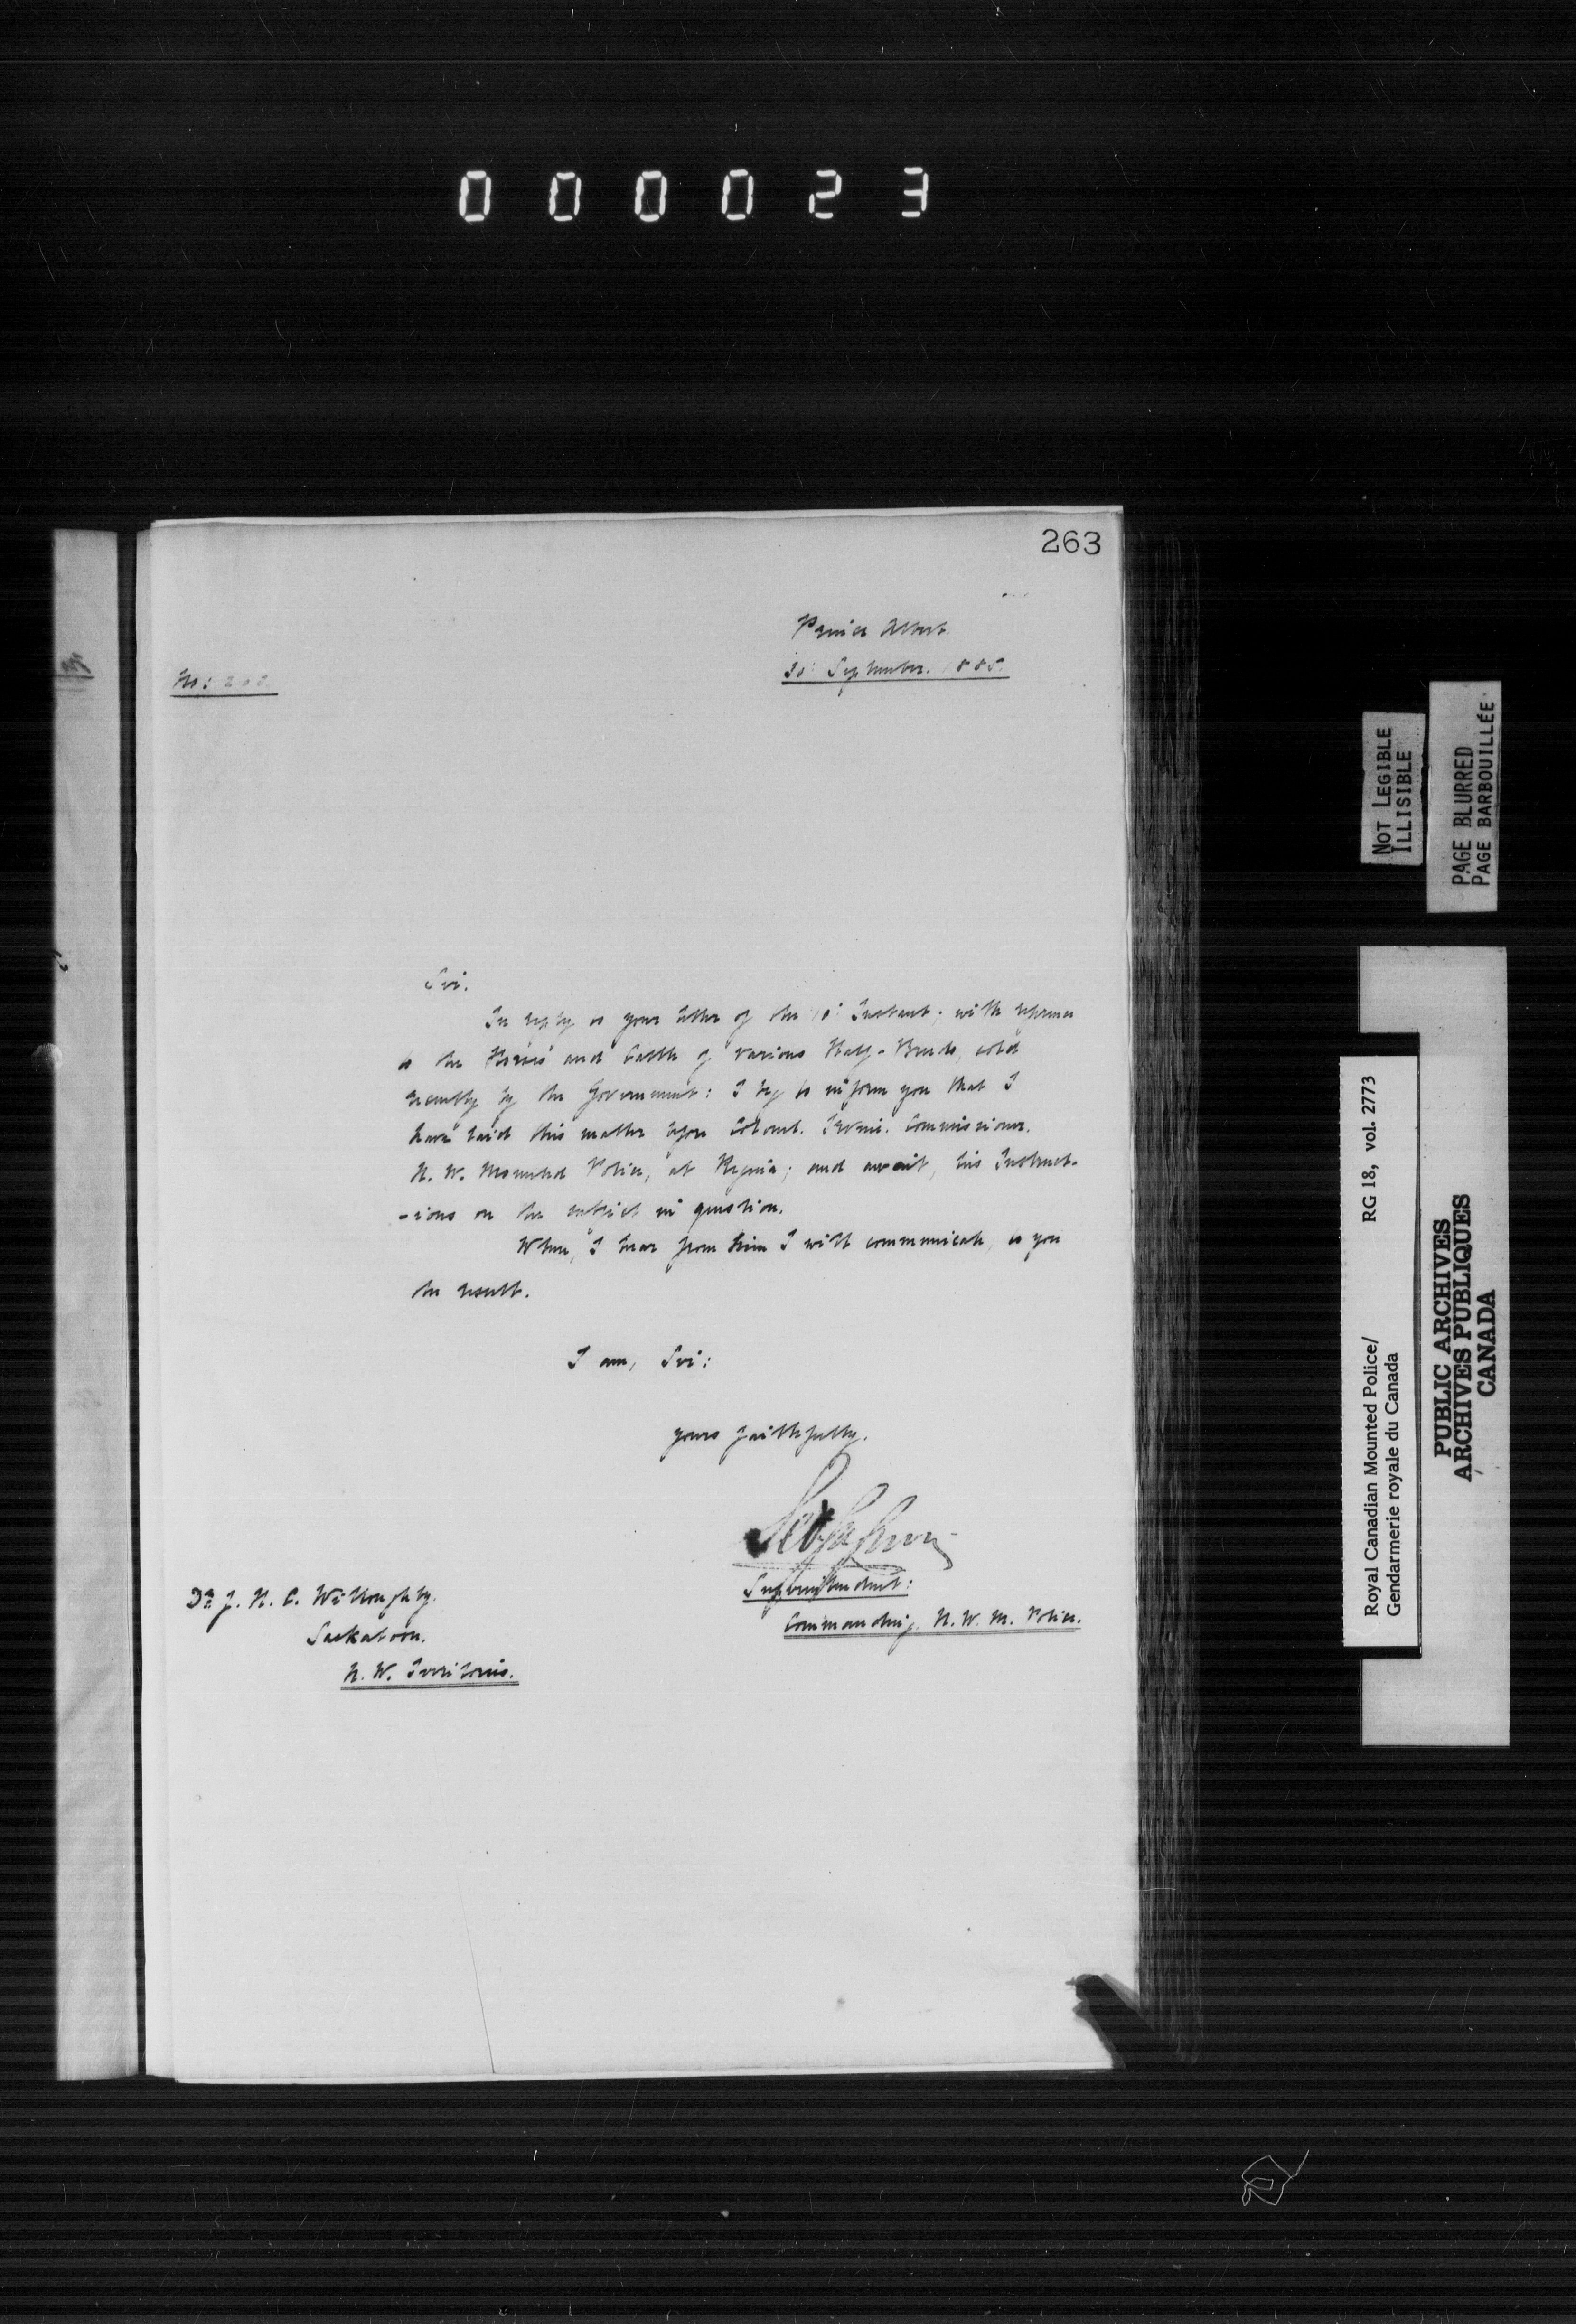 000023
263
Prince Albert.
30: September. 1885.
No: 262.
Sir.
In reply to your letter of the 10: Instant; with reference
to the Horses and Cattle of various Half-Breeds, sold
recently by the Government: I beg to inform you that I
have laid this matter before Colonel. Irvine. Commissioner.
N. W. Mounted Police, at Regina; and await, his Instruct-
-ions on the subject in question.
When, I hear from him I will communicate, to you
the result.
I am, Sir:
yours faithfully.
Superintendent:
Commanding. N. W. M. Police.
Dr J. H. C. Willoughby.
Saskatoon.
N. W. Territories.
NOT LEGIBLE
ILLISIBLE
PAGE BLURRED
PAGE BARBOUILLÉE
Royal Canadian Mounted Police/ RG 18, vol. 2773
Gendarmerie royale du Canada
PUBLIC ARCHIVES
ARCHIVES PUBLIQUES
CANADA